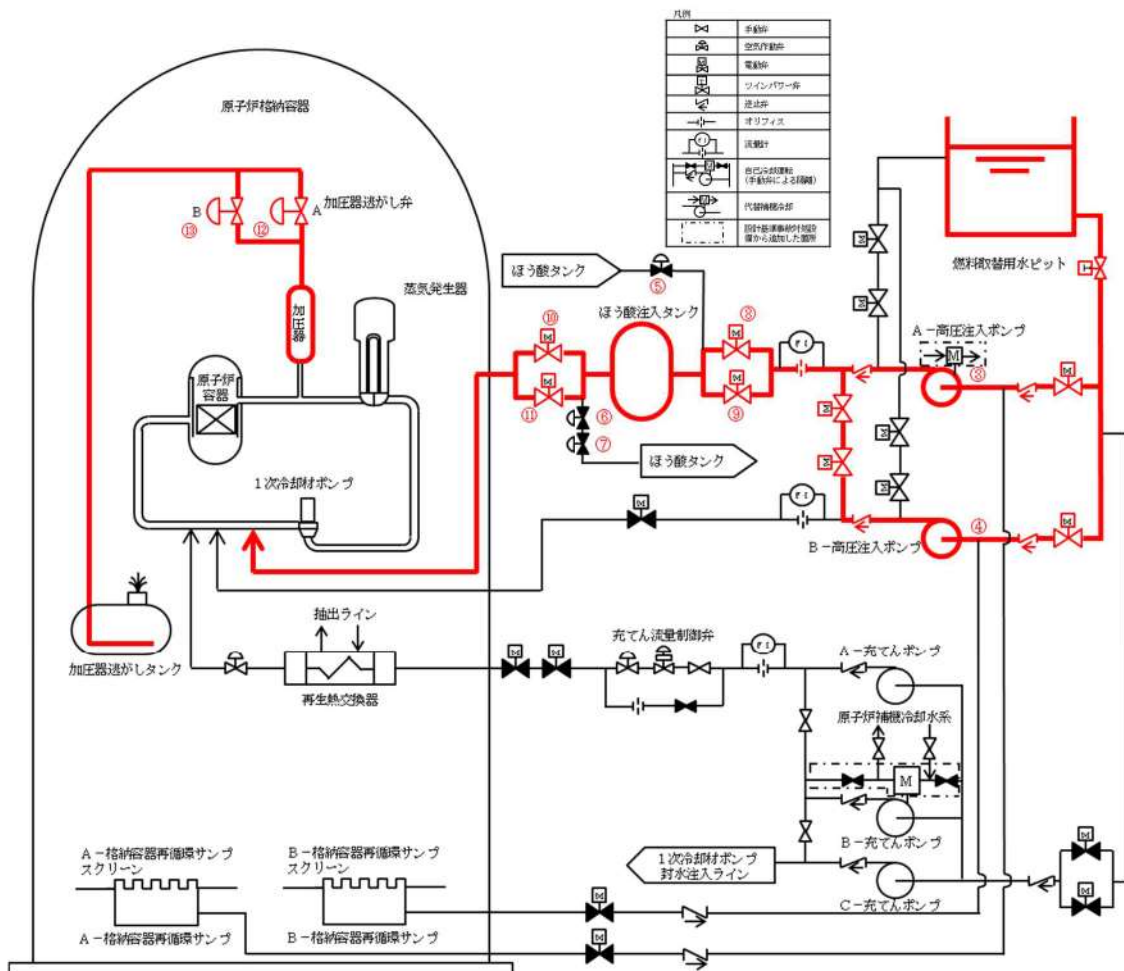 凡例
手動弁
空気作動弁
M
電動弁
ツインパワー弁
逆止弁
オリフィス
FI
流量計
M
自己冷却運転
(手動弁による隔離)
M
代替補機冷却
設計基準事故対処設
備から追加した箇所
原子炉格納容器
B
⑬
⑫
A
加圧器逃がし弁
加圧器
蒸気発生器
原子炉
容器
1次冷却材ポンプ
加圧器逃がしタンク
ほう酸タンク
⑤
ほう酸注入タンク
M
⑩
M
⑪
M
⑧
M
⑨
⑥
⑦
ほう酸タンク
FI
M
M
燃料取替用水ピット
A-高圧注入ポンプ
M
③
M
M
M
M
M
M
FI
B-高圧注入ポンプ
④
M
抽出ライン
再生熱交換器
充てん流量制御弁
FI
A-充てんポンプ
原子炉補機冷却水系
M
B-充てんポンプ
1次冷却材ポンプ
封水注入ライン
C-充てんポンプ
M
M
A-格納容器再循環サンプ
スクリーン
B-格納容器再循環サンプ
スクリーン
M
M
A-格納容器再循環サンプ
B-格納容器再循環サンプ